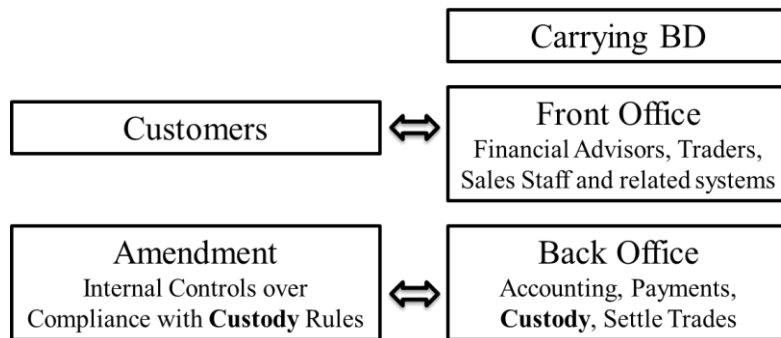 Carrying BD
Customers
Front Office
Financial Advisors, Traders,
Sales Staff and related systems
Amendment
Internal Controls over
Compliance with Custody Rules
Back Office
Accounting, Payments,
Custody, Settle Trades